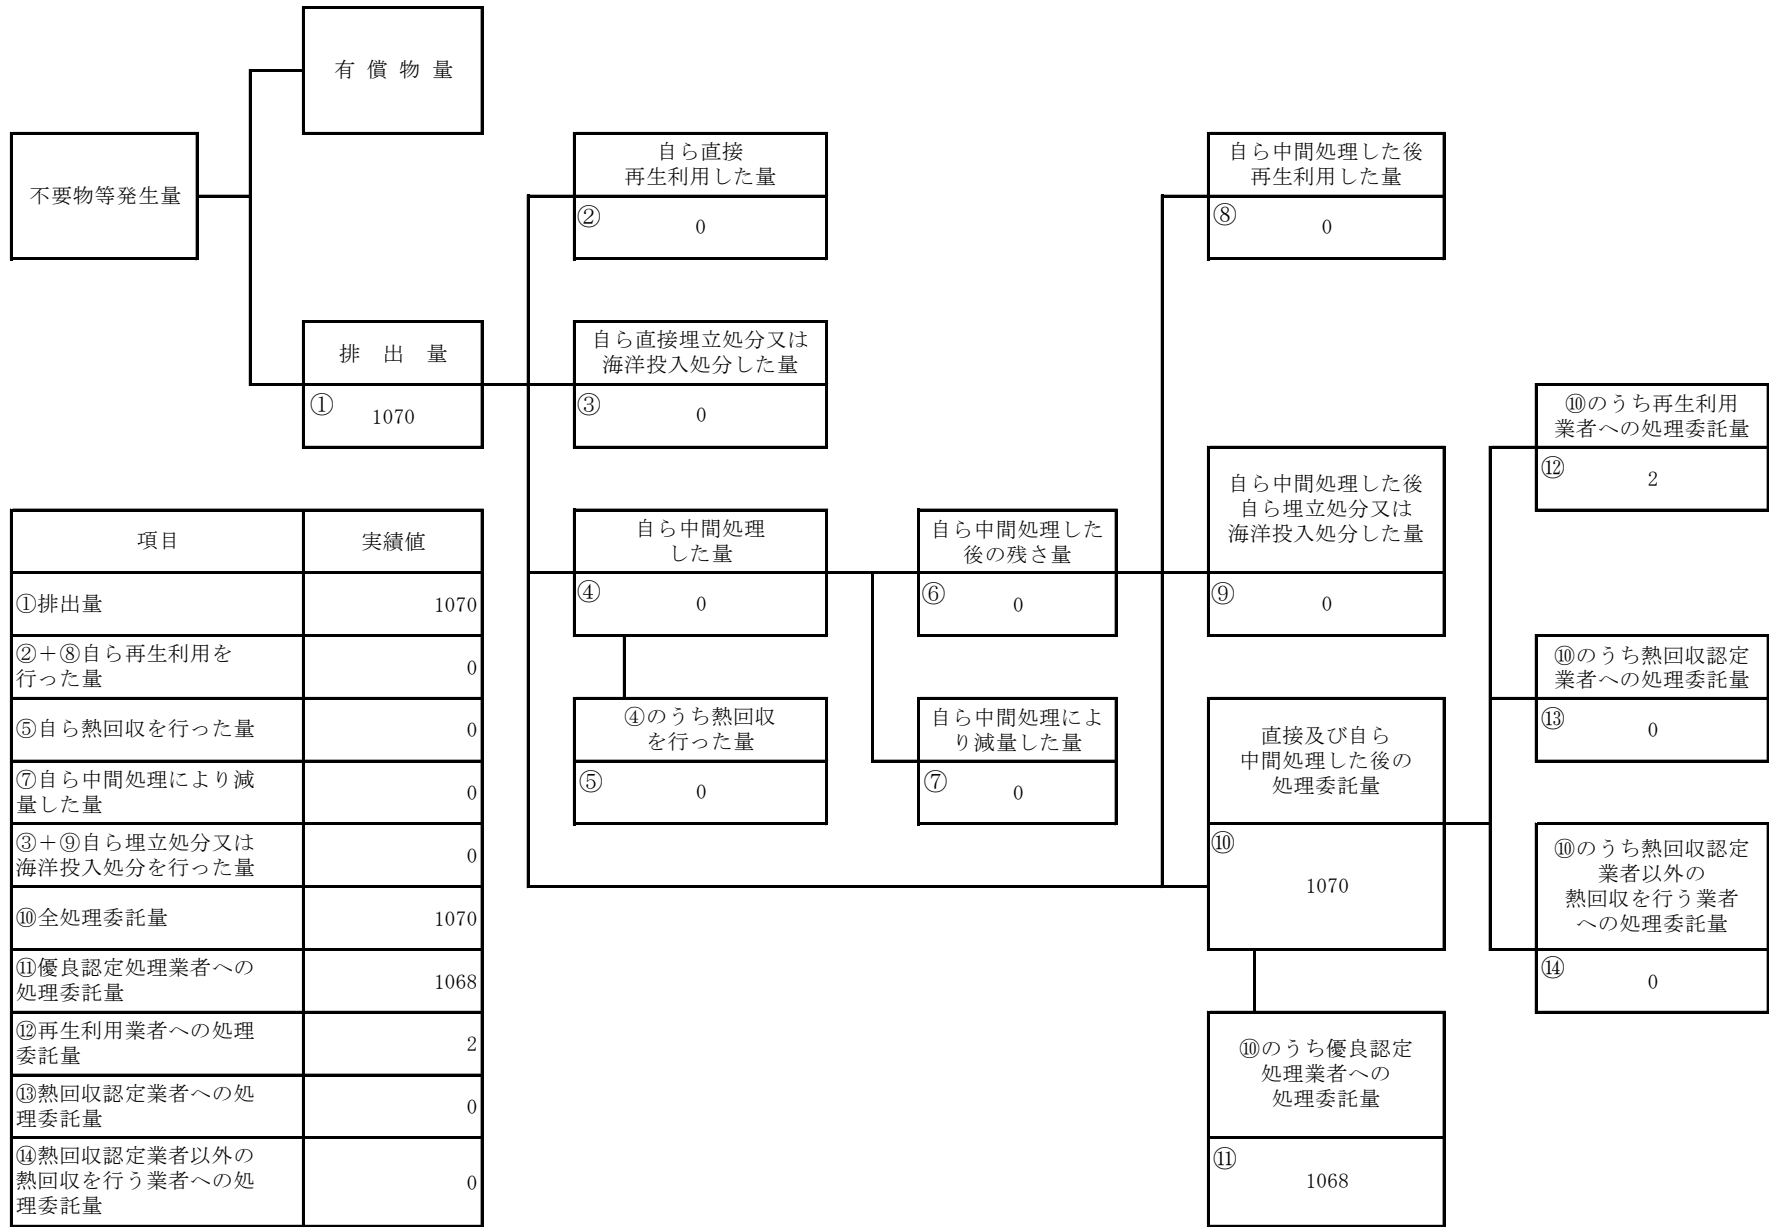 有償物量
不要物等発生量
排出量
①
1070
自ら直接
再生利用した量
②
0
自ら直接埋立処分又は
海洋投入処分した量
③
0
自ら中間処理
した量
④
0
④のうち熱回収
を行った量
⑤
0
自ら中間処理した
後の残さ量
⑥
0
自ら中間処理によ
り減量した量
⑦
0
自ら中間処理した後
再生利用した量
⑧
0
自ら中間処理した後
自ら埋立処分又は
海洋投入処分した量
⑨
0
直接及び自ら
中間処理した後の
処理委託量
⑩
1070
⑩のうち優良認定
処理業者への
処理委託量
⑪
1068
⑩のうち再生利用
業者への処理委託量
⑫
2
⑩のうち熱回収認定
業者への処理委託量
⑬
0
⑩のうち熱回収認定
業者以外の
熱回収を行う業者
への処理委託量
⑭
0
項目 実績値
①排出量 1070
②+⑧自ら再生利用を
行った量 0
⑤自ら熱回収を行った量 0
⑦自ら中間処理により減
量した量 0
③+⑨自ら埋立処分又は
海洋投入処分を行った量 0
⑩全処理委託量 1070
⑪優良認定処理業者への
処理委託量 1068
⑫再生利用業者への処理
委託量 2
⑬熱回収認定業者への処
理委託量 0
⑭熱回収認定業者以外の
熱回収を行う業者への処
理委託量 0